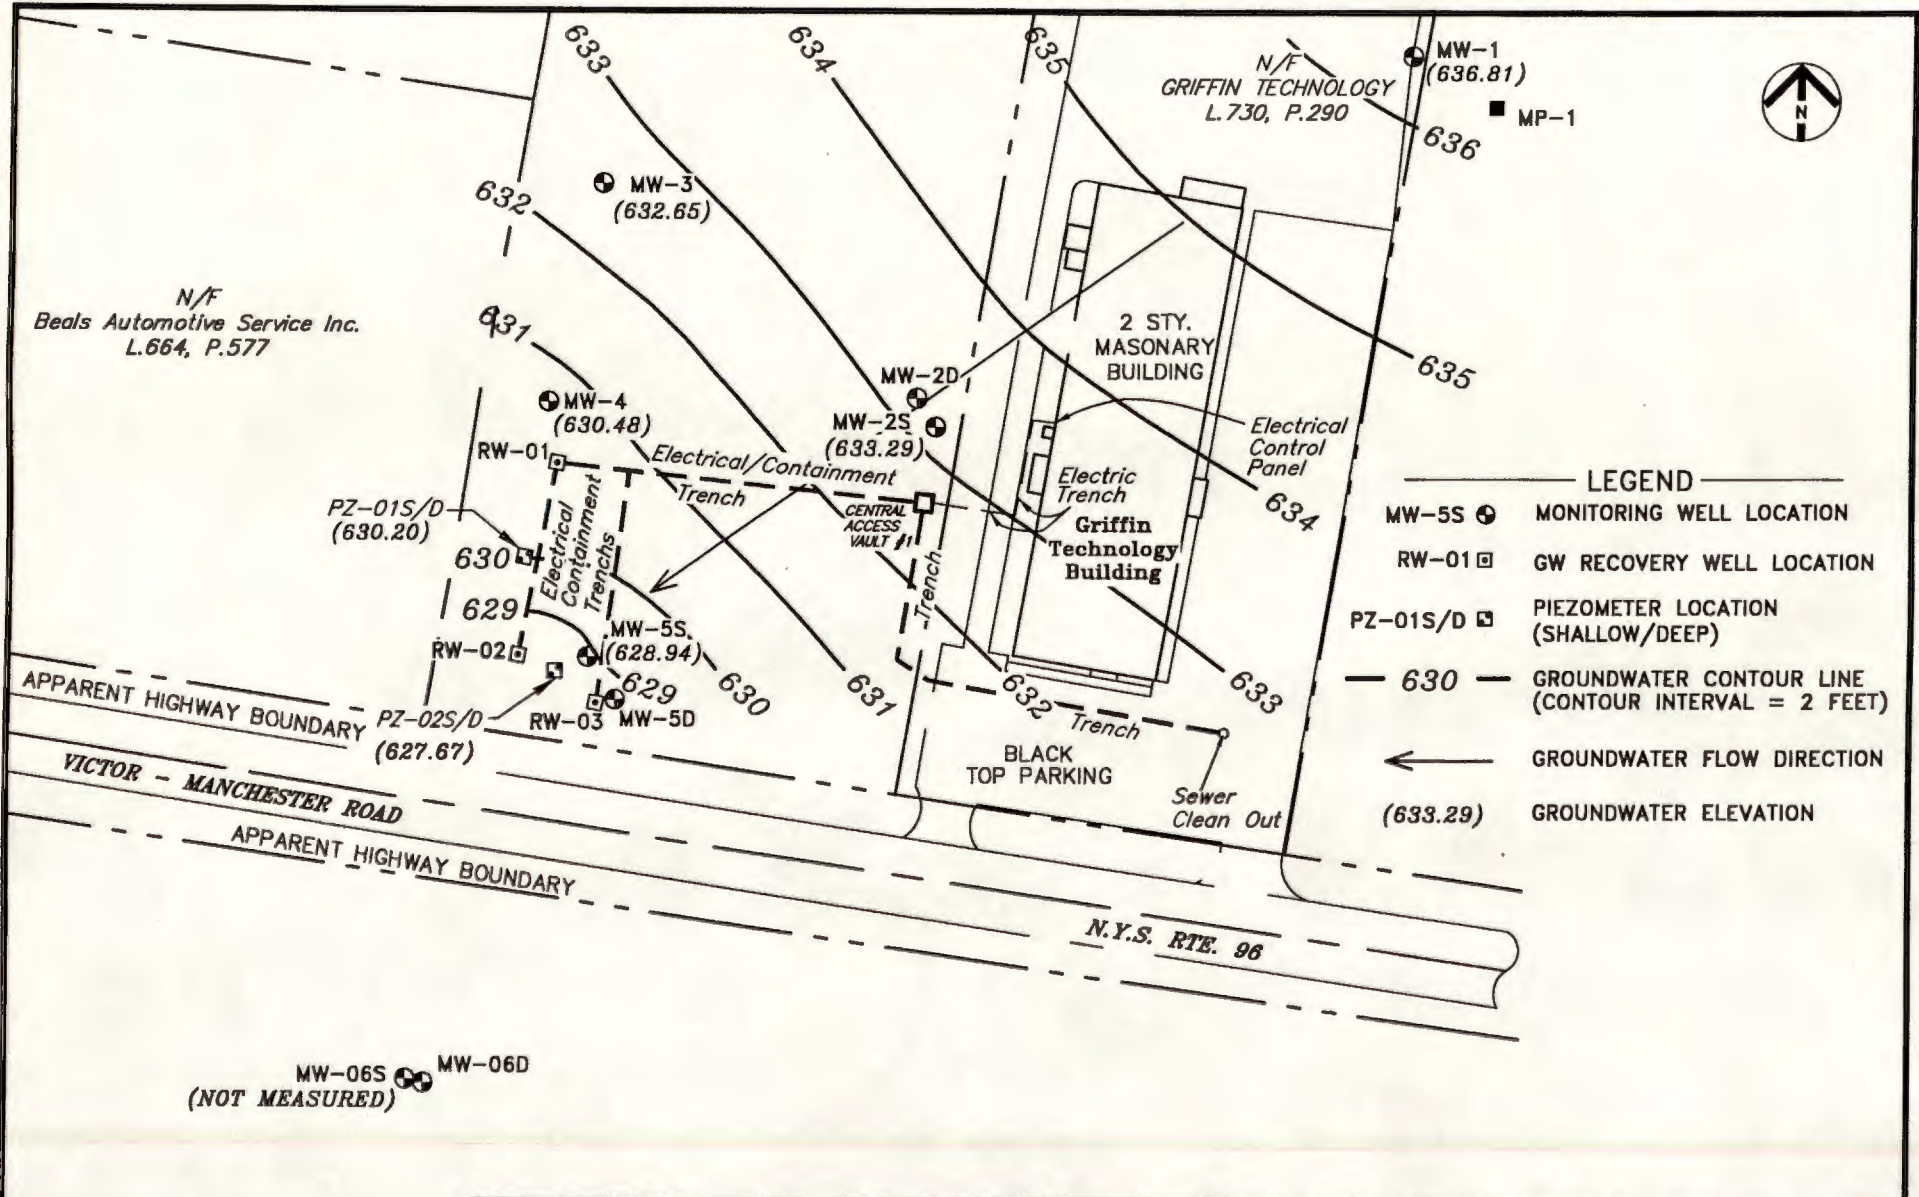 633
634
635
N/F
GRIFFIN TECHNOLOGY
L.730, P.290
MW-1
(636.81)
MP-1
636
N
632
MW-3
(632.65)
N/F
Beals Automotive Service Inc.
L.664, P.577
631
2 STY.
MASONARY
BUILDING
635
MW-2D
MW-2S
(633.29)
MW-4
(630.48)
RW-01
Electrical/Containment
Trench
Electrical
Control
Panel
Electric
Trench
634
CENTRAL
ACCESS
VAULT #1
Griffin
Technology
Building
PZ-01S/D
(630.20)
630
Electrical
Containment
Trenchs
Trench
629
MW-5S
(628.94)
RW-02
629
630
631
632
633
PZ-02S/D
(627.67)
RW-03
MW-5D
Trench
BLACK
TOP PARKING
Sewer
Clean Out
APPARENT HIGHWAY BOUNDARY
VICTOR - MANCHESTER ROAD
APPARENT HIGHWAY BOUNDARY
N.Y.S. RTE. 96
MW-06S
MW-06D
(NOT MEASURED)
LEGEND
MW-5S MONITORING WELL LOCATION
RW-01 GW RECOVERY WELL LOCATION
PZ-01S/D PIEZOMETER LOCATION
(SHALLOW/DEEP)
630 GROUNDWATER CONTOUR LINE
(CONTOUR INTERVAL = 2 FEET)
GROUNDWATER FLOW DIRECTION
(633.29) GROUNDWATER ELEVATION